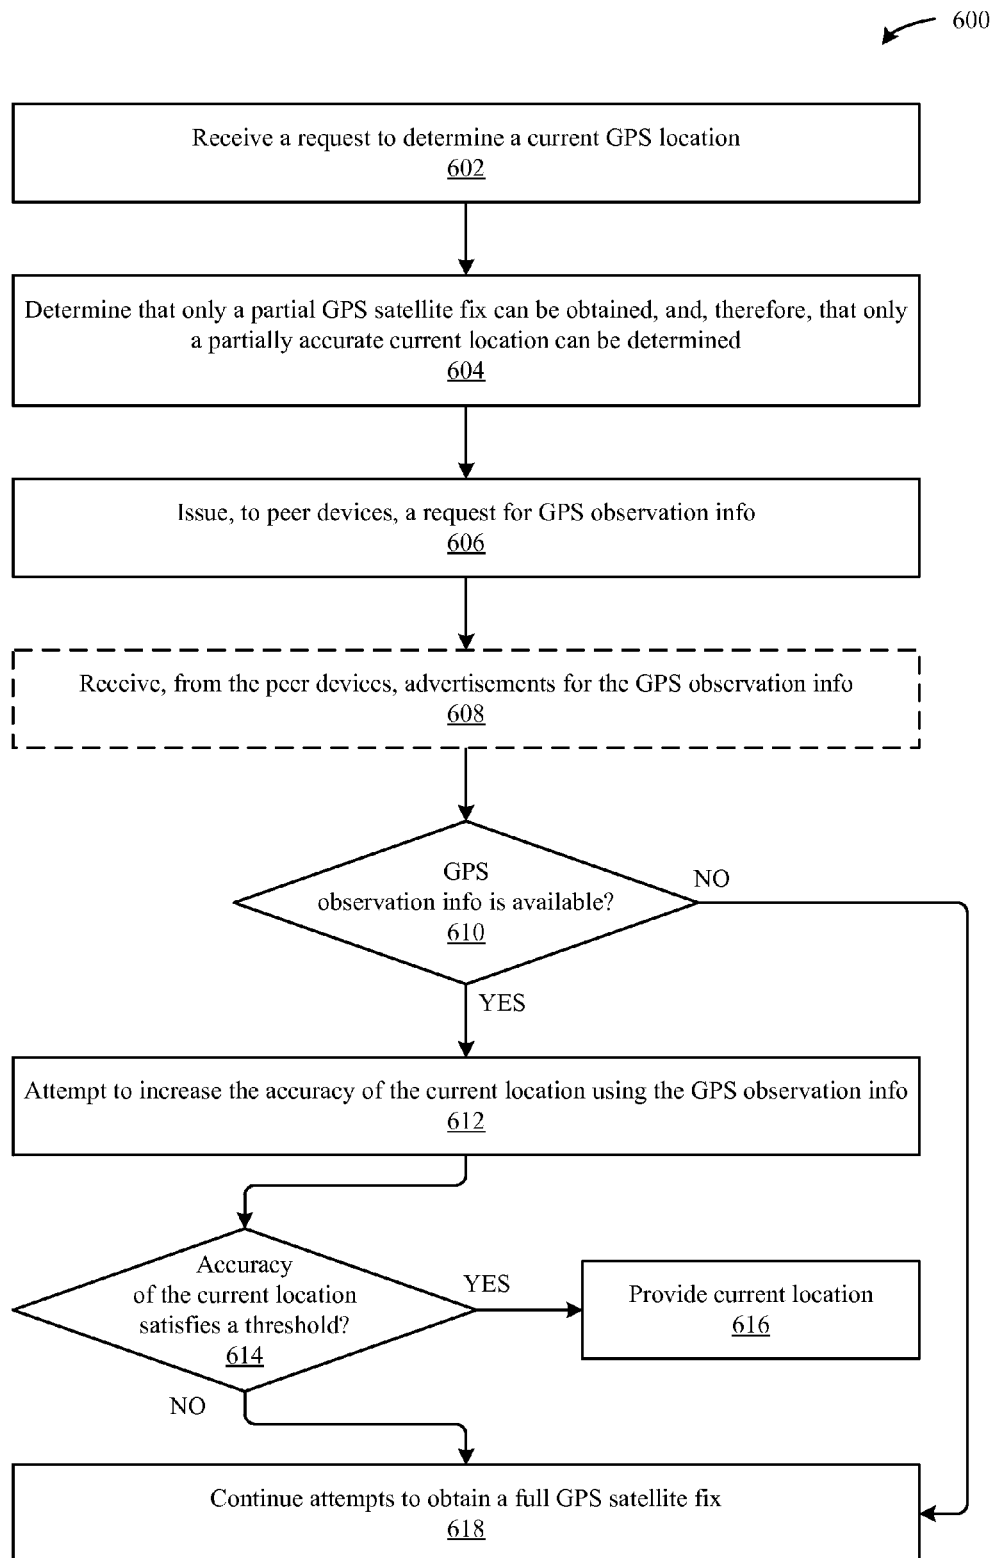 600
Receive a request to determine a current GPS location
602
Determine that only a partial GPS satellite fix can be obtained, and, therefore, that only
a partially accurate current location can be determined
604
Issue, to peer devices, a request for GPS observation info
606
Receive, from the peer devices, advertisements for the GPS observation info
608
GPS
observation info is available?
610
NO
YES
Attempt to increase the accuracy of the current location using the GPS observation info
612
Accuracy
of the current location
satisfies a threshold?
614
YES
Provide current location
616
NO
Continue attempts to obtain a full GPS satellite fix
618